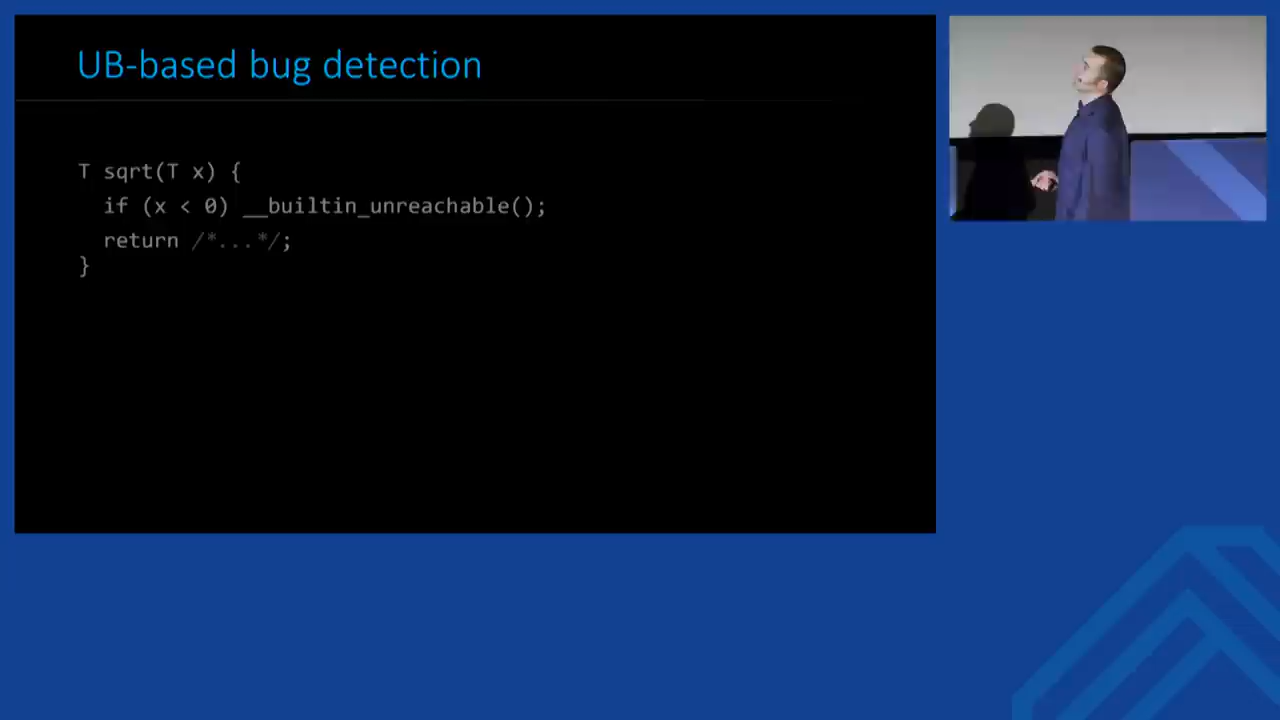 UB-based bug detection
T sqrt(T x) {
if (x < 0) __builtin_unreachable();
return /*...*/;
}